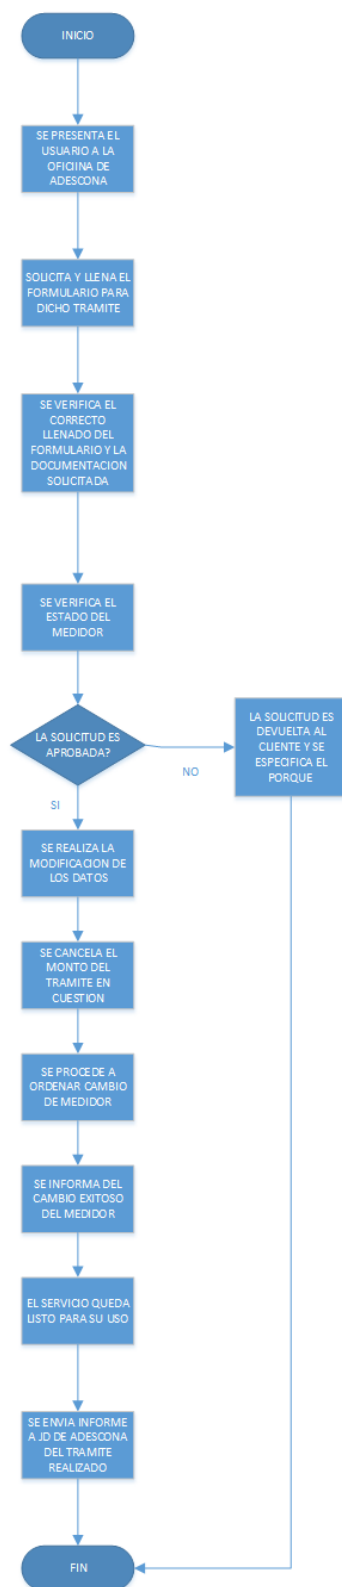 INICIO
SE PRESENTA EL
USUARIO A LA
OFICIINA DE
ADESCONA
SOLICITA Y LLENA EL
FORMULARIO PARA
DICHO TRAMITE
SE VERIFICA EL
CORRECTO
LLENADO DEL
FORMULARIO Y LA
DOCUMENTACION
SOLICITADA
SE VERIFICA EL
ESTADO DEL
MEDIDOR
LA SOLICITUD ES
APROBADA?
NO
LA SOLICITUD ES
DEVUELTA AL
CLIENTE Y SE
ESPECIFICA EL
PORQUE
SI
SE REALIZA LA
MODIFICACION DE
LOS DATOS
SE CANCELA EL
MONTO DEL
TRAMITE EN
CUESTION
SE PROCEDE A
ORDENAR CAMBIO
DE MEDIDOR
SE INFORMA DEL
CAMBIO EXITOSO
DEL MEDIDOR
EL SERVICIO QUEDA
LISTO PARA SU USO
SE ENVIA INFORME
A JD DE ADESCONA
DEL TRAMITE
REALIZADO
FIN